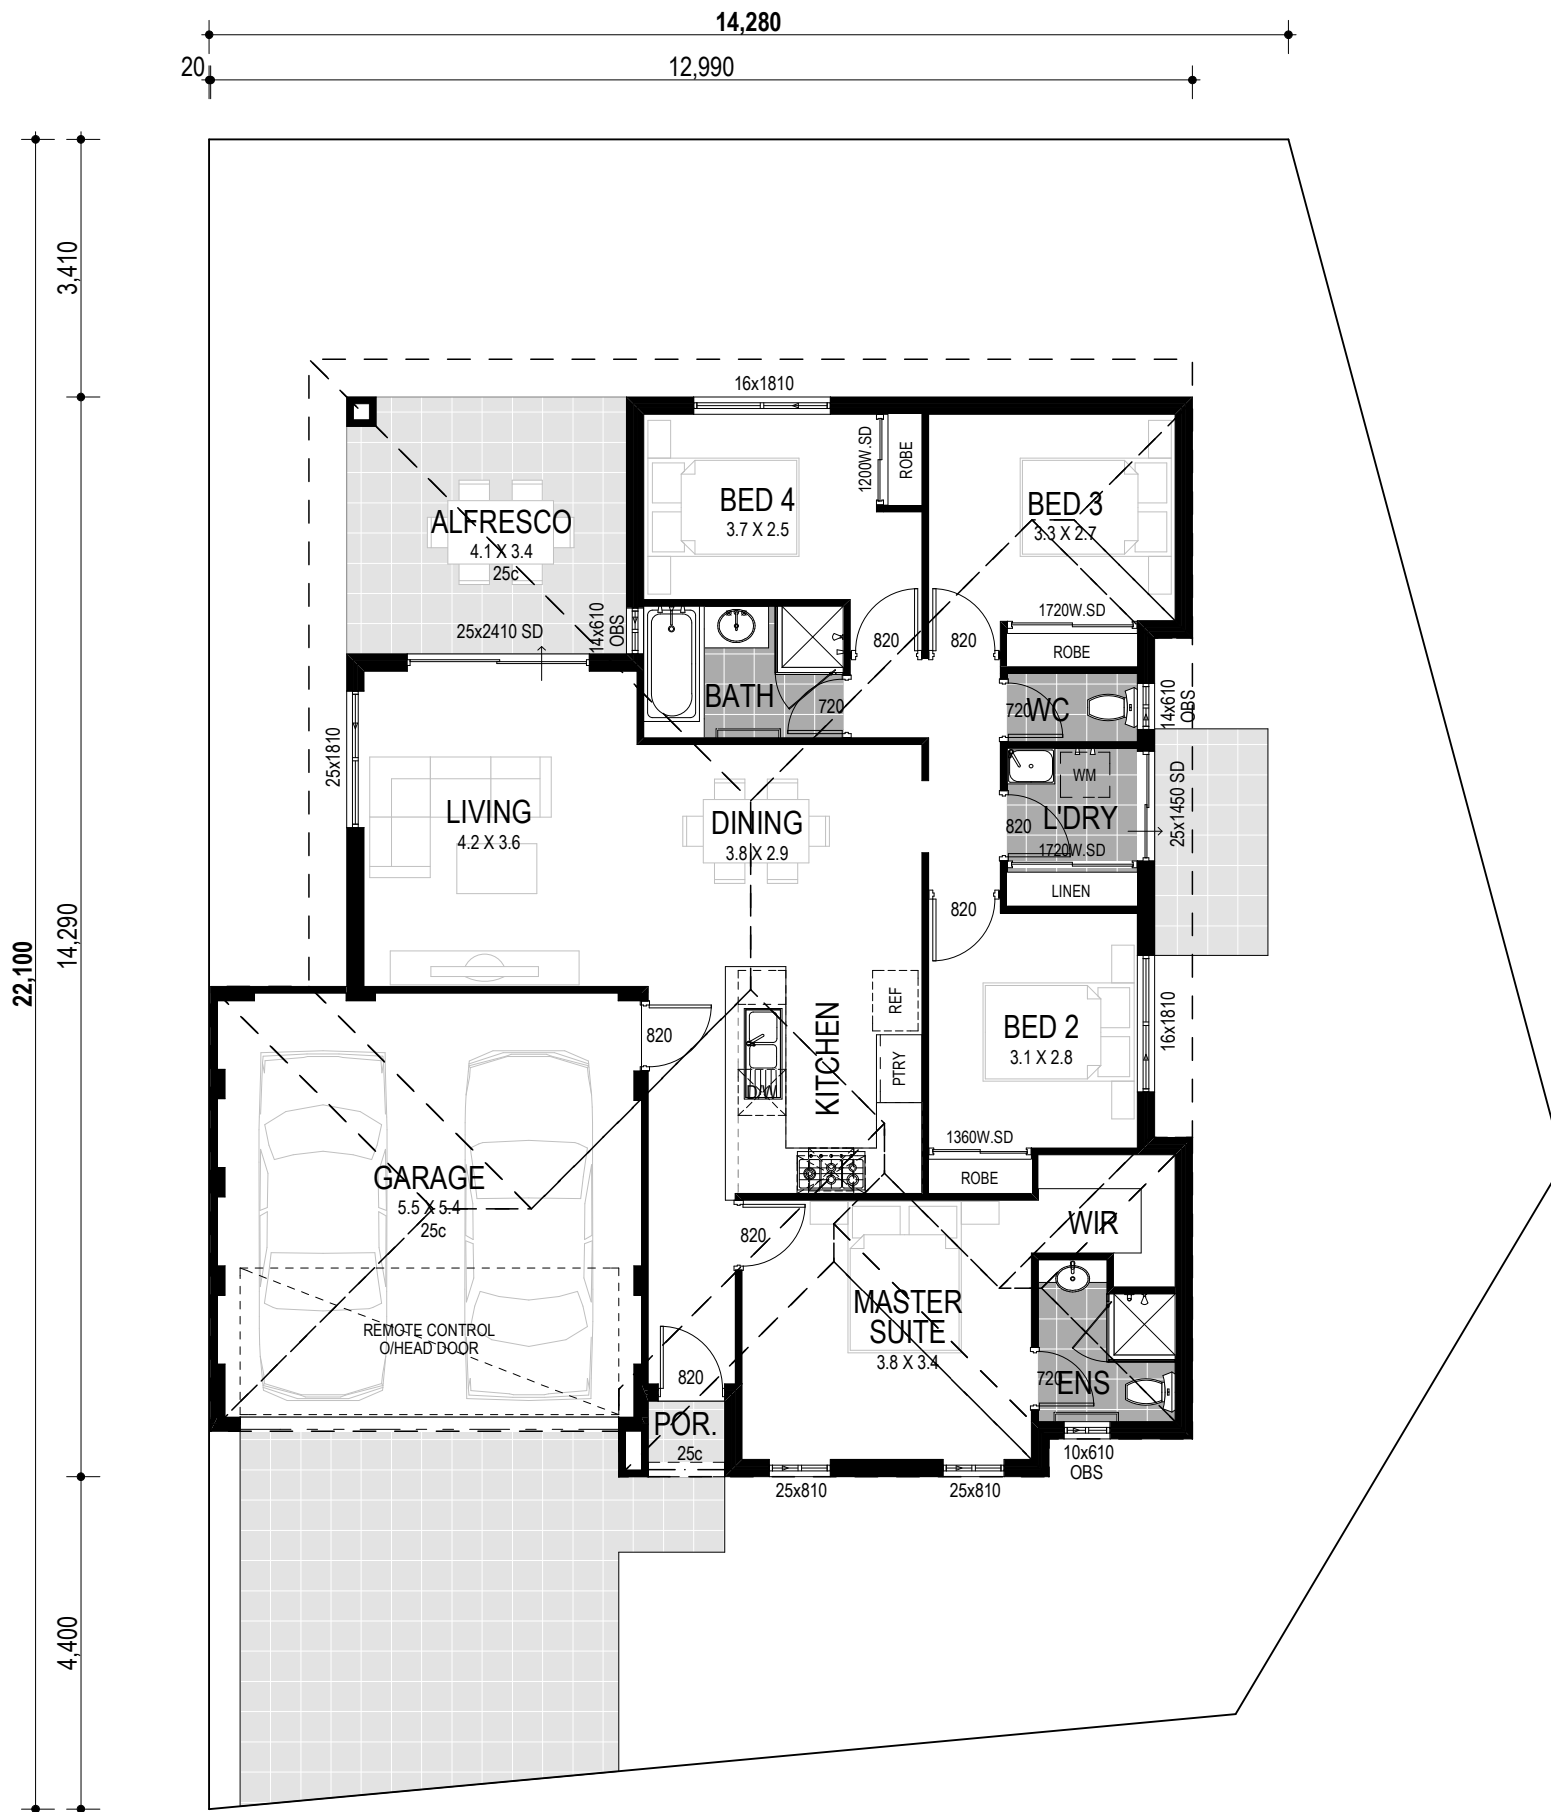 14,280
20
12,990
3,410
14,290
22,100
4,400
16x1810
1200W.SD
ROBE
BED 4
3.7 X 2.5
BED 3
3.3 X 2.7
ALFRESCO
4.1 X 3.4
25c
25x2410 SD
14x610
OBS
1720W.SD
ROBE
820
820
BATH
720
720
WC
14x610
OBS
25x1810
WM
L'DRY
820
1720W.SD
25x1450 SD
LINEN
LIVING
4.2 X 3.6
DINING
3.8 X 2.9
820
REF
KITCHEN
PTRY
D/W
BED 2
3.1 X 2.8
16x1810
820
1360W.SD
ROBE
GARAGE
5.5 X 5.4
25c
WIR
820
MASTER
SUITE
3.8 X 3.4
REMOTE CONTROL
O/HEAD DOOR
820
720
ENS
POR.
25c
10x610
OBS
25x810
25x810